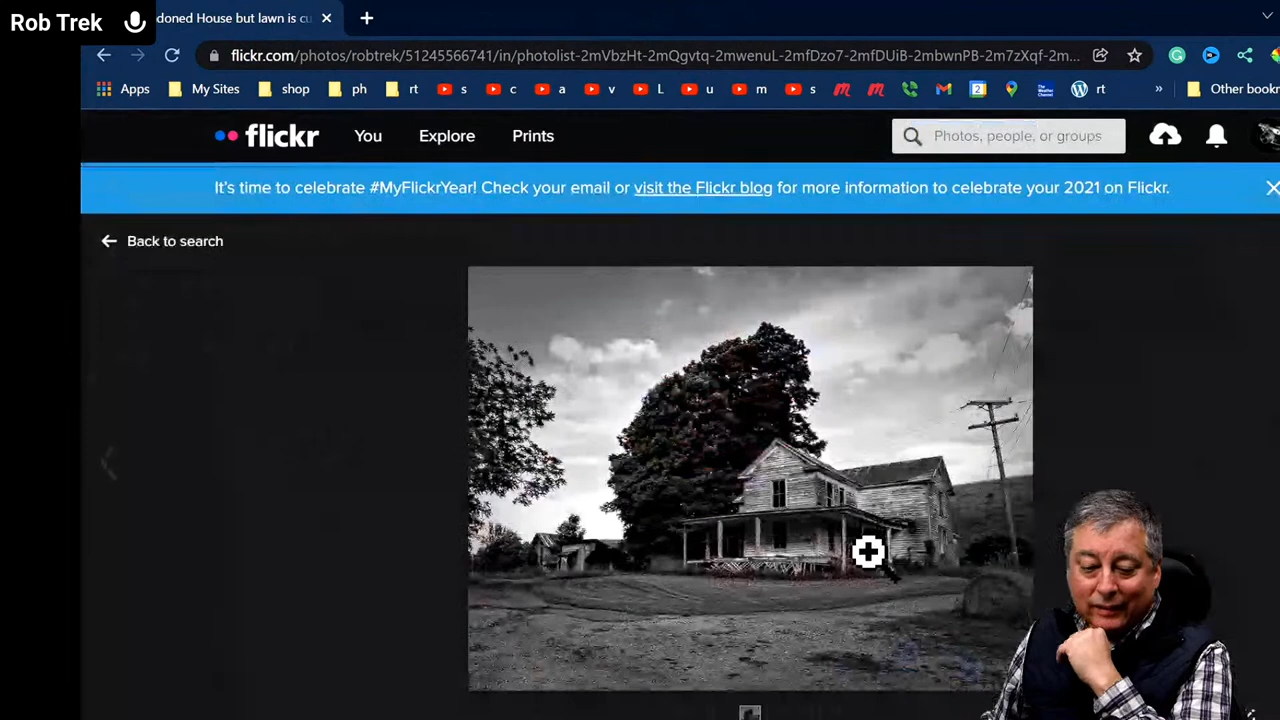 Rob Trek
doned House but lawn is cu
flickr.com/photos/robtrek/51245566741/in/photolist-2mVbzHt-2mQgvtq-2mwenuL-2mfDzo7-2mfDUiB-2mbwnPB-2m7zXqf-2m...
Apps My Sites shop ph rt s c a v L u m s rt » Other bookm
flickr You Explore Prints Photos, people, or groups
It's time to celebrate #MyFlickrYear! Check your email or visit the Flickr blog for more information to celebrate your 2021 on Flickr.
Back to search